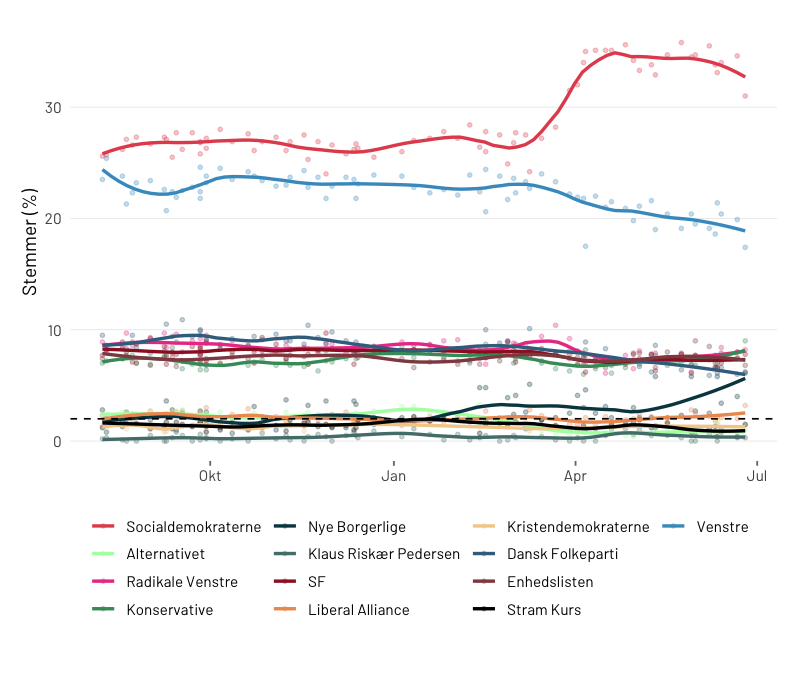 Stemmer (%)
30
20
10
0
Okt Jan Apr Jul
Socialdemokraterne Nye Borgerlige Kristendemokraterne Venstre
Alternativet Klaus Riskær Pedersen Dansk Folkeparti
Radikale Venstre SF Enhedslisten
Konservative Liberal Alliance Stram Kurs